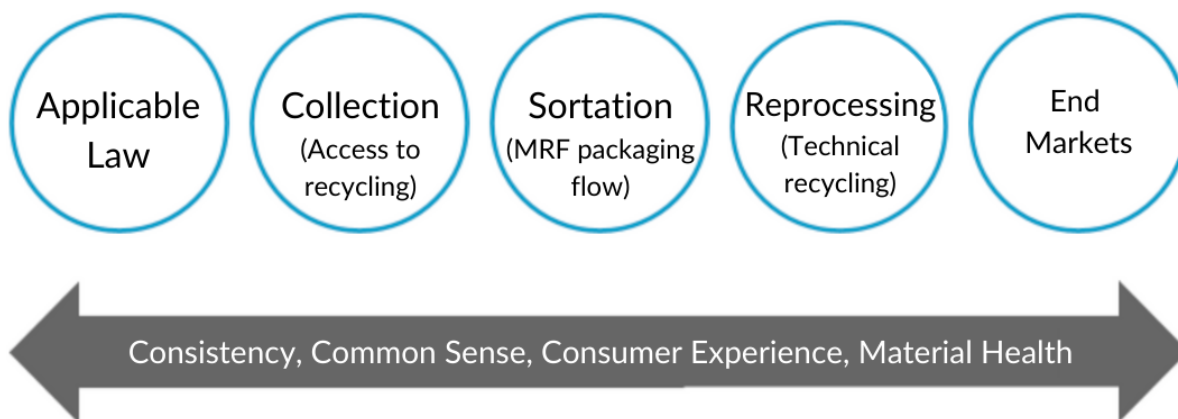 Applicable
Law
Collection
(Access to
recycling)
Sortation
(MRF packaging
flow)
Reprocessing
(Technical
recycling)
End
Markets
Consistency, Common Sense, Consumer Experience, Material Health